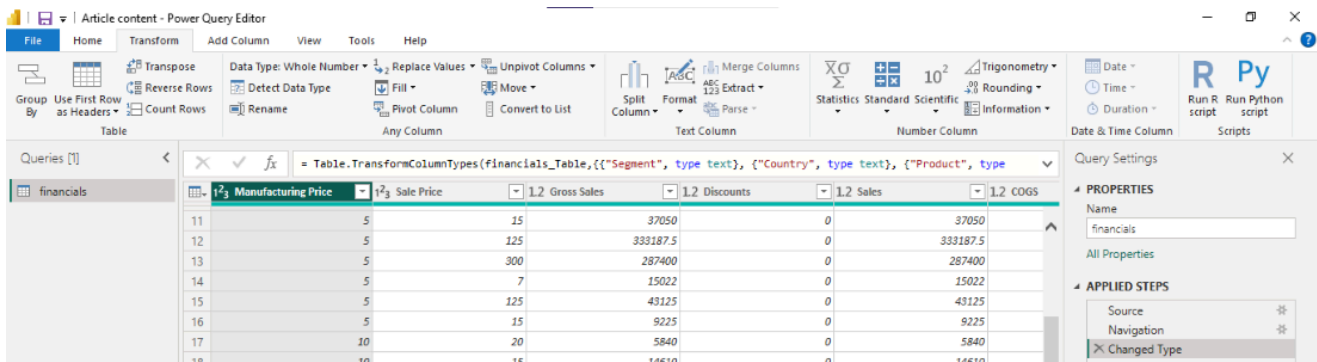 Article content - Power Query Editor
File Home Transform Add Column View Tools Help
Group By
Use First Row as Headers
Transpose
Reverse Rows
Count Rows
Table
Data Type: Whole Number
Detect Data Type
Rename
Replace Values
Fill
Pivot Column
Unpivot Columns
Move
Convert to List
Any Column
Split Column
Format
Merge Columns
Extract
Parse
Text Column
Statistics
Standard
Scientific
Trigonometry
Rounding
Information
Number Column
Date
Time
Duration
Date & Time Column
Run R script
Run Python script
Scripts
Queries [1]
financials
= Table.TransformColumnTypes(financials_Table,{{"Segment", type text}, {"Country", type text}, {"Product", type
Manufacturing Price 1²3 Sale Price 1.2 Gross Sales 1.2 Discounts 1.2 Sales 1.2 COGS
11 5 15 37050 0 37050
12 5 125 333187.5 0 333187.5
13 5 300 287400 0 287400
14 5 7 15022 0 15022
15 5 125 43125 0 43125
16 5 15 9225 0 9225
17 10 20 5840 0 5840
18 10 15 14610 0 14610
Query Settings
PROPERTIES
Name
financials
All Properties
APPLIED STEPS
Source
Navigation
Changed Type